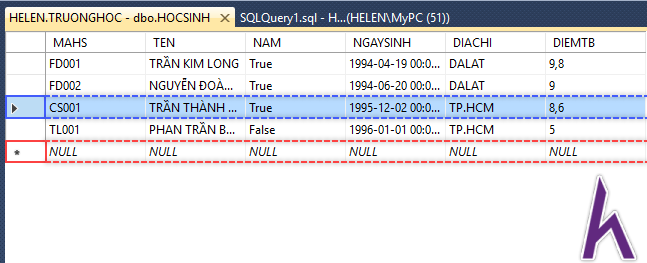 HELEN.TRUONGHOC - dbo.HOCSINH × SQLQuery1.sql - H...(HELEN\MyPC (51))
MAHS TEN NAM NGAYSINH DIACHI DIEMTB
FD001 TRẦN KIM LONG True 1994-04-19 00:0... DALAT 9,8
FD002 NGUYỄN ĐOÀ... True 1994-06-20 00:0... DALAT 9
CS001 TRẦN THÀNH ... True 1995-12-02 00:0... TP.HCM 8,6
TL001 PHAN TRẦN B... False 1996-01-01 00:0... TP.HCM 5
* NULL NULL NULL NULL NULL NULL
h